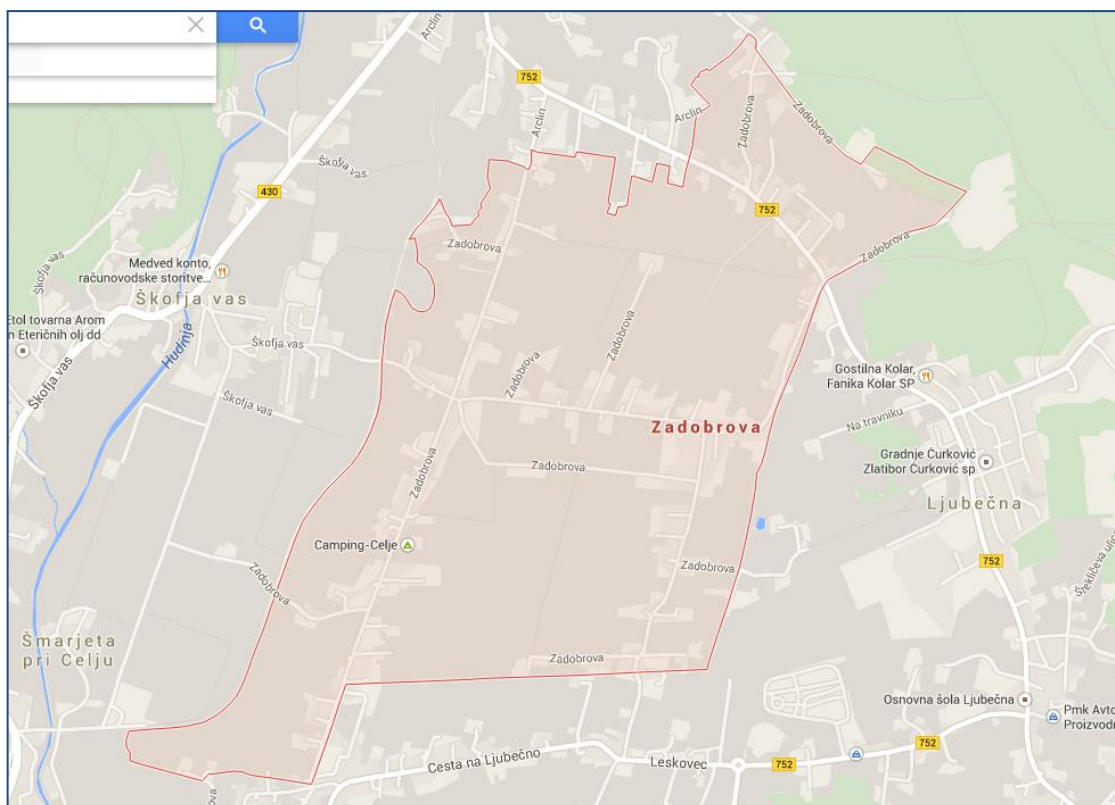 Arclin
752
Arclin
Arclin
Zadobrova
Zadobrova
Škofja vas
430
752
Zadobrova
Zadobrova
Škofja vas
Medved konto,
računovodske storitve...
Škofja vas
Etol tovarna Arom
n Eteričnih olj dd
Hudinja
Škofja vas
Škofja vas
Škofja vas
Zadobrova
Zadobrova
Gostilna Kolar,
Fanika Kolar SP
Na travniku
Zadobrova
Gradnje Čurković
Zlatibor Čurković sp
Zadobrova
Zadobrova
Ljubečna
Camping-Celje
752
Zadobrova
Zadobrova
Šmarjeta
pri Celju
Zadobrova
Osnovna šola Ljubečna
Pmk Avto
Proizvodn
752
Cesta na Ljubečno
Leskovec
752